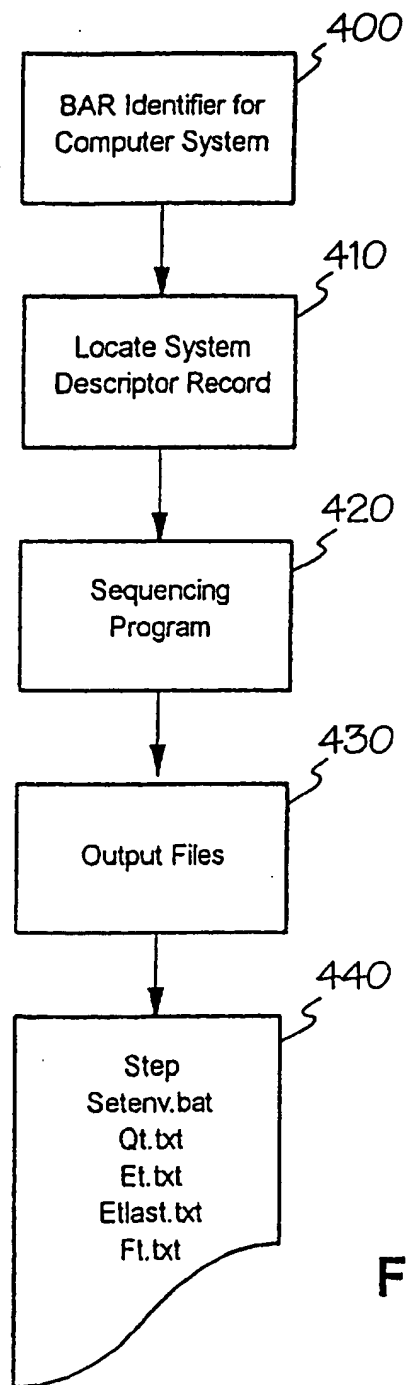 400
BAR Identifier for
Computer System
410
Locate System
Descriptor Record
420
Sequencing
Program
430
Output Files
440
Step
Setenv.bat
Qt.txt
Et.txt
Etlast.txt
Ft.txt
F